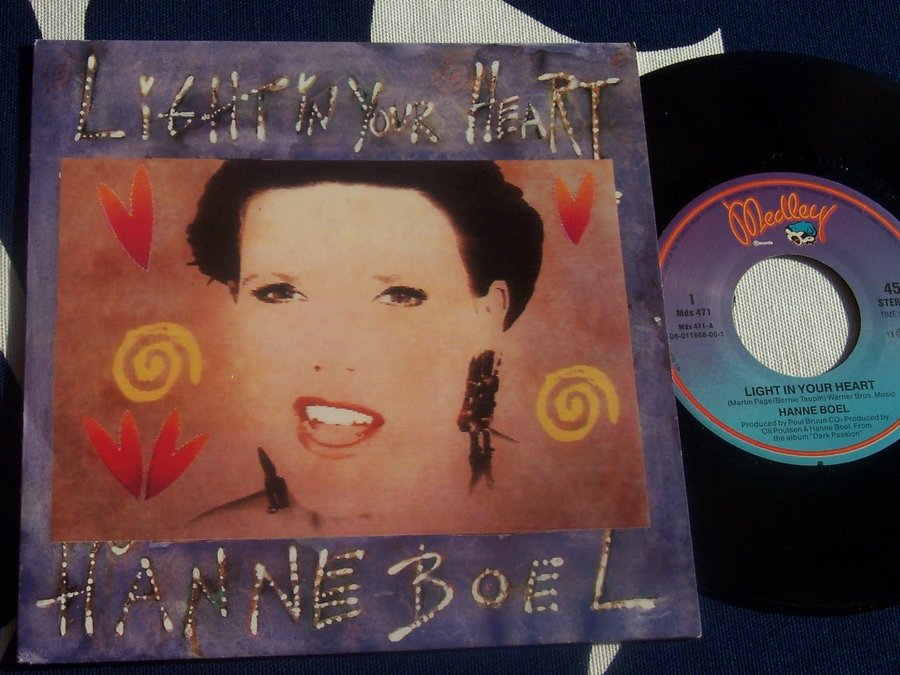 LIGHT IN YOUR HEART
HANNE BOEL
Medley
Records
1
Mds 471
Mds 471-A
45
STER
TIME
LIGHT IN YOUR HEART
(Martin Page/Bernie Taupin) Warner Bros. Music
HANNE BOEL
Produced by Poul Bruun CO-Produced by
Oli Poulsen & Hanne Boel. From
the album "Dark Passion"